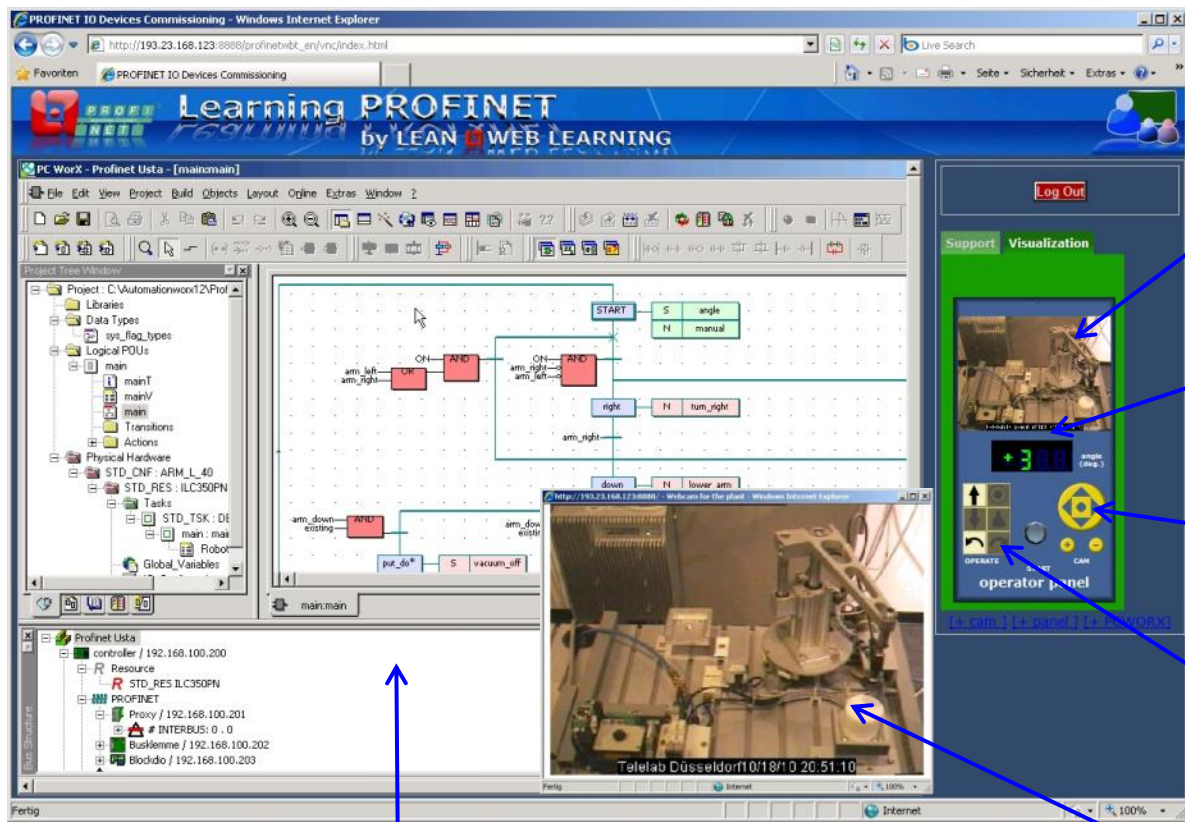 PROFINET IO Devices Commissioning - Windows Internet Explorer
http://193.23.168.123:8888/profinetwbt_en/vnc/index.html
Live Search
Favoriten PROFINET IO Devices Commissioning
Seite Sicherheit Extras
PROFI
NET
Learning PROFINET
by LEAN WEB LEARNING
PC WorX - Profinet Usta - [main:main]
File Edit View Project Build Objects Layout Online Extras Window ?
Project Tree Window
Project : C:\Automationworx12\Prof
Libraries
Data Types
sys_flag_types
Logical POUs
main
mainT
mainV
main
Transitions
Actions
Physical Hardware
STD_CNF : ARM_L_40
STD_RES : ILC350PN
Tasks
STD_TSK : DE
main : mai
Robot
Global_Variables
START S angle
N manual
ON AND
arm_left OR
arm_right
ON AND
arm_right
arm_left
right N turn_right
arm_right
down N lower_arm
arm_down AND
existing
arm_dow
existin
put_do* S vacuum_off
main:main
Bus Structure
Profinet Usta
controller / 192.168.100.200
Resource
STD_RES ILC350PN
PROFINET
Proxy / 192.168.100.201
# INTERBUS: 0 . 0
Busklemme / 192.168.100.202
Blockdio / 192.168.100.203
http://193.23.168.123:8888/ - Webcam for the plant - Windows Internet Explorer
Telelab Düsseldorf10/18/10 20:51:10
Fertig Internet 100%
Log Out
Support Visualization
+ 3 angle
(deg.)
OPERATE START CAM
operator panel
[+ cam ] [+ panel ] [+ PCWORX]
Fertig Internet 100%